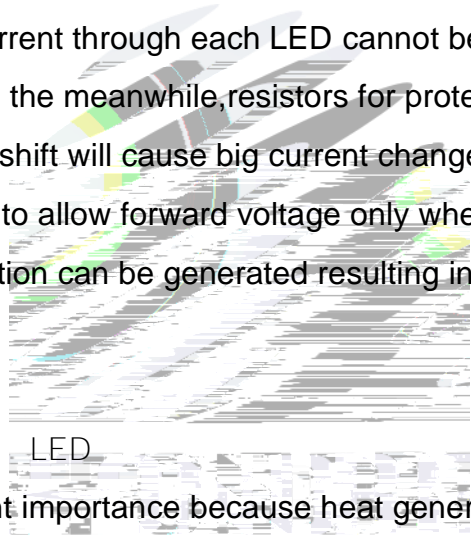 rrent through each LED cannot be
the meanwhile,resistors for prote
shift will cause big current change
to allow forward voltage only whe
tion can be generated resulting in
LED
nt importance because heat gener